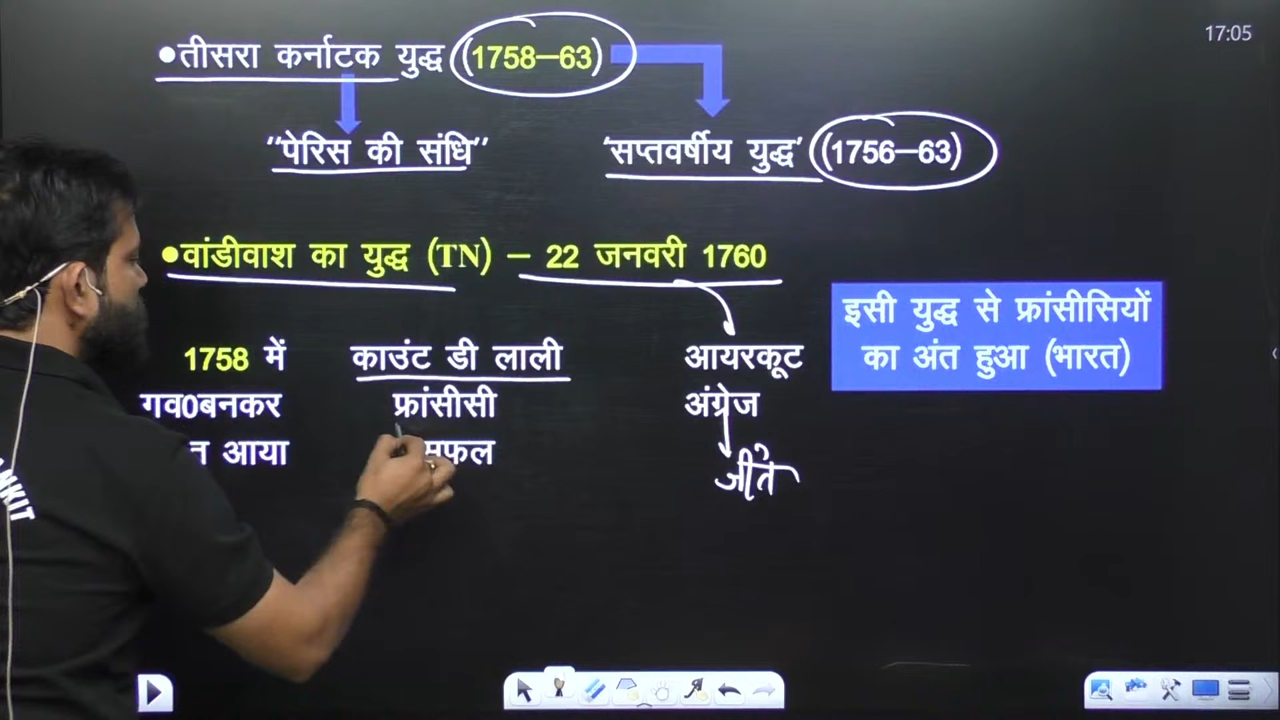 17:05
•तीसरा कर्नाटक युद्ध (1758–63)
"पेरिस की संधि" 'सप्तवर्षीय युद्ध' (1756–63)
•वांडीवाश का युद्ध (TN) – 22 जनवरी 1760
इसी युद्ध से फ्रांसीसियों
का अंत हुआ (भारत)
1758 में काउंट डी लाली आयरकूट
गव0बनकर फ्रांसीसी अंग्रेज
आया
जीते